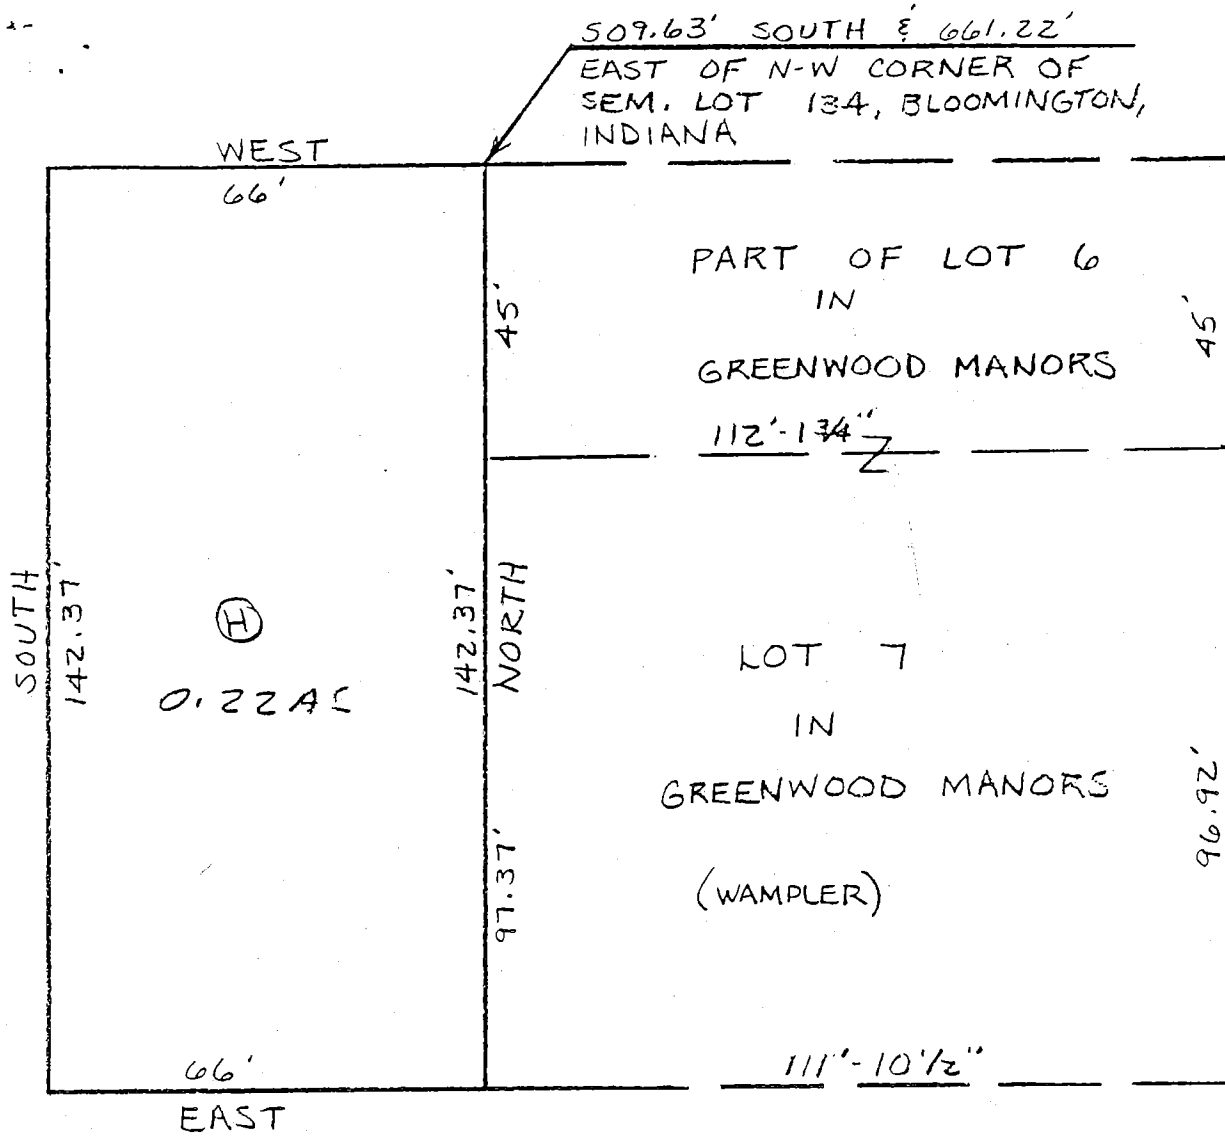 509.63' SOUTH & 661.22'
EAST OF N-W CORNER OF
SEM. LOT 134, BLOOMINGTON,
INDIANA
WEST
66'
PART OF LOT 6
IN
GREENWOOD MANORS
45'
45'
112'-1 3/4"
Z
SOUTH
142.37'
H
0.22 AC
142.37'
NORTH
LOT 7
IN
GREENWOOD MANORS
(WAMPLER)
97.37'
96.92'
66'
EAST
111'-10 1/2"